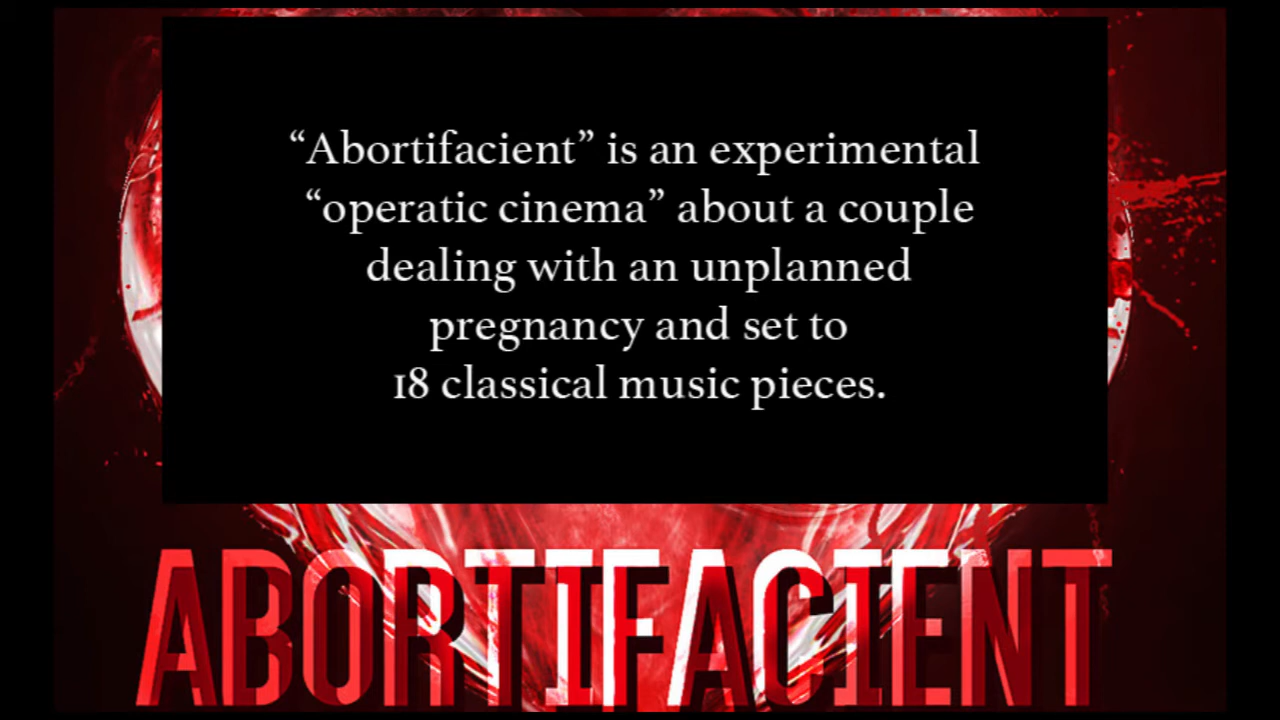 “Abortifacient” is an experimental
“operatic cinema” about a couple
dealing with an unplanned
pregnancy and set to
18 classical music pieces.
ABORTIFACIENT